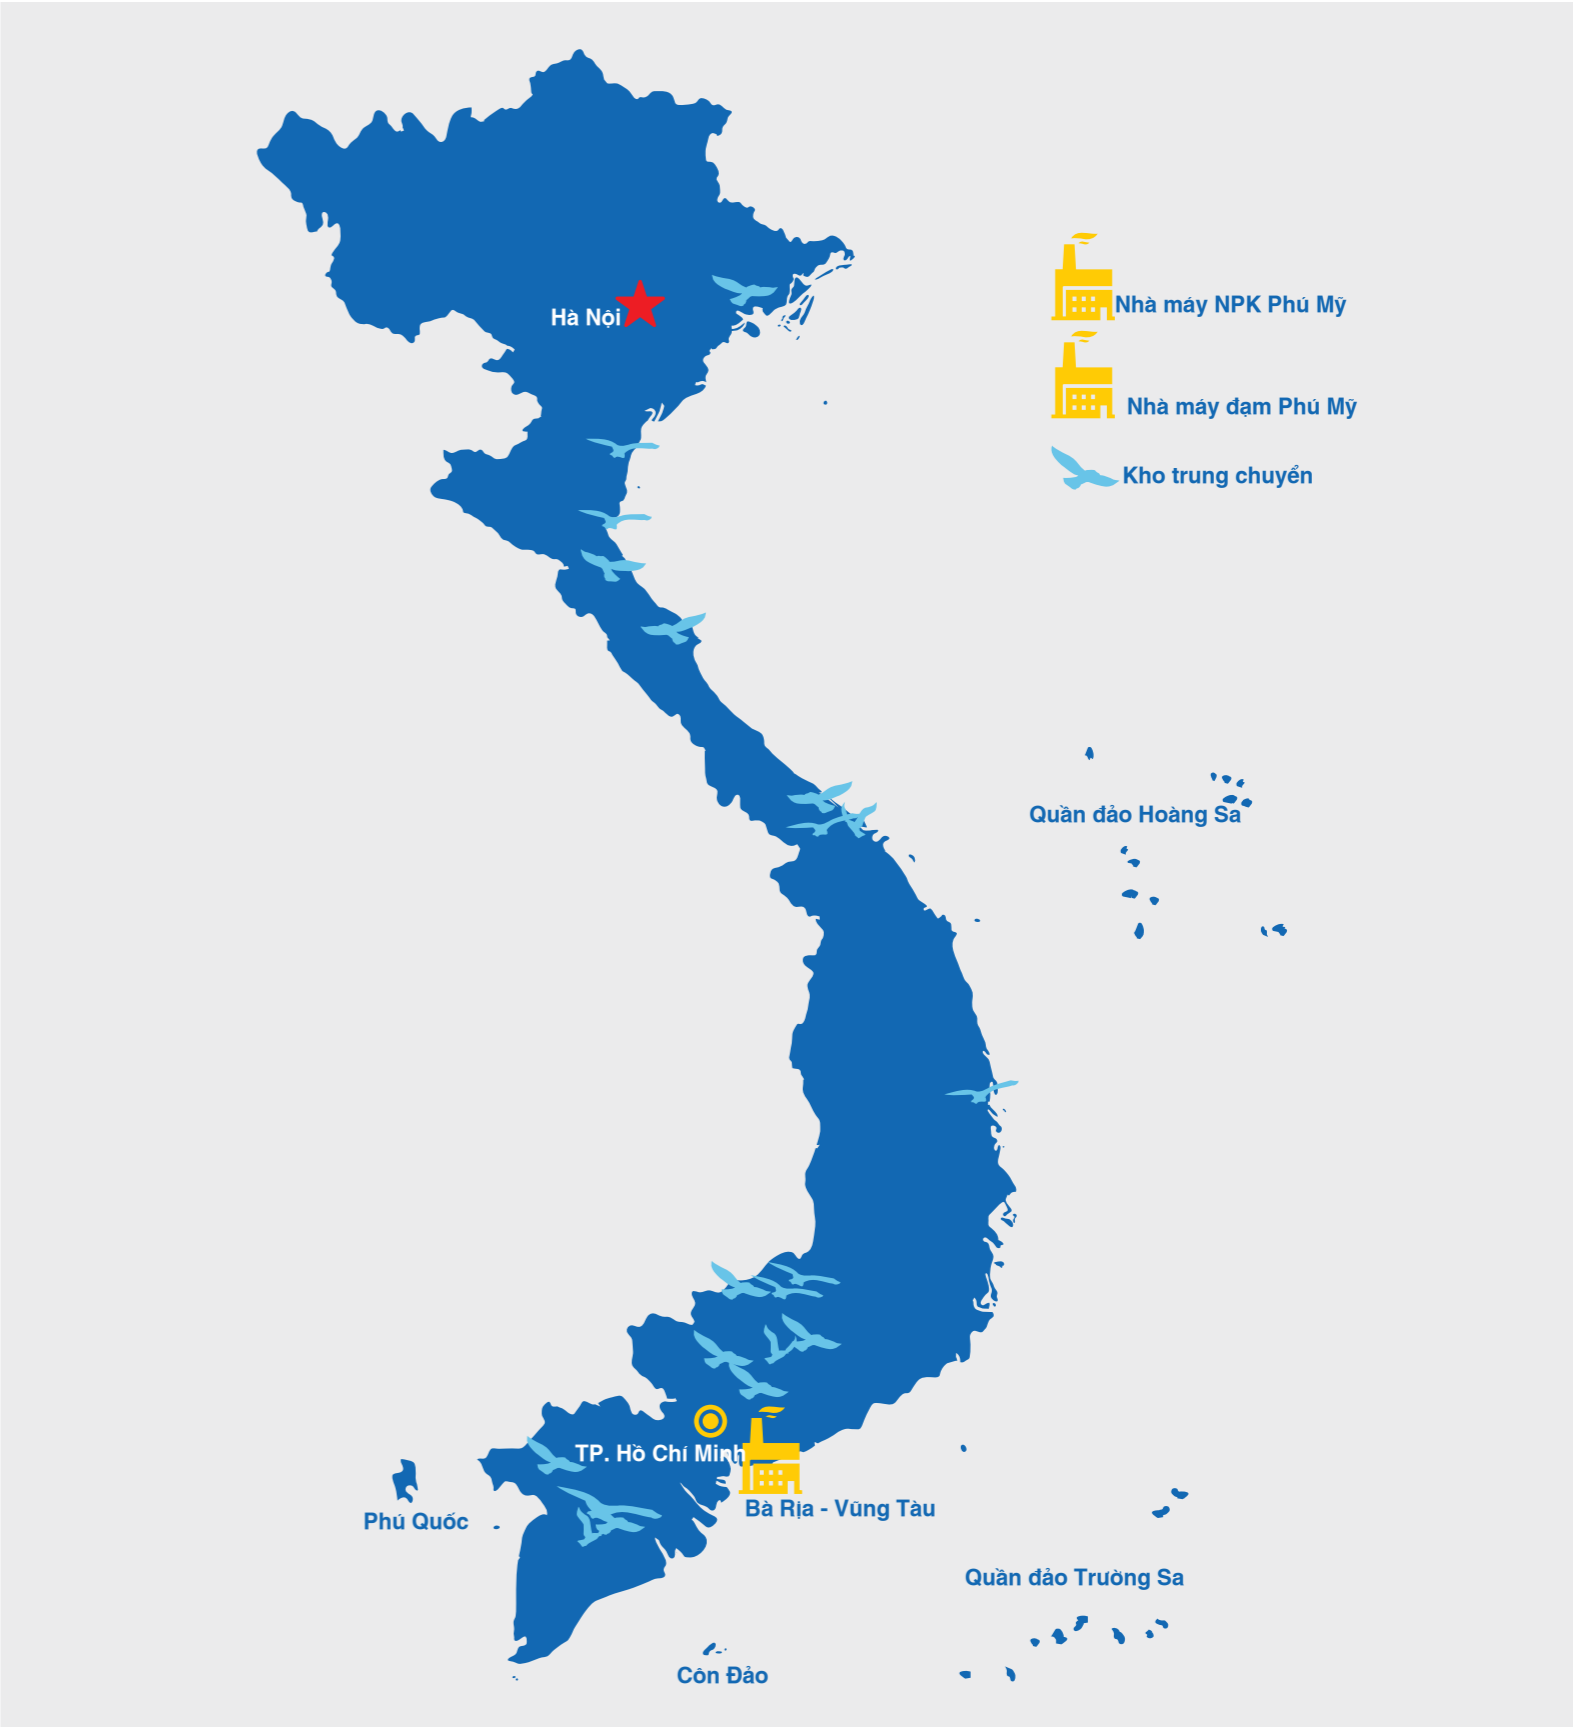 Hà Nội
Nhà máy NPK Phú Mỹ
Nhà máy đạm Phú Mỹ
Kho trung chuyển
Quần đảo Hoàng Sa
TP. Hồ Chí Minh
Bà Rịa - Vũng Tàu
Phú Quốc
Quần đảo Trường Sa
Côn Đảo